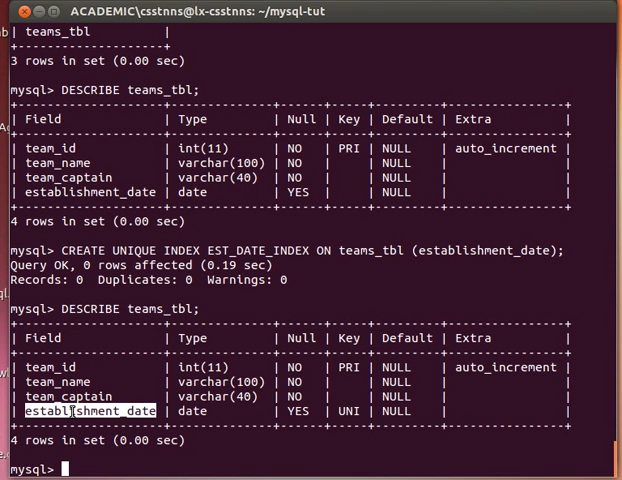 ACADEMIC\csstnns@lx-csstnns: ~/mysql-tut
| teams_tbl          |
+--------------------+
3 rows in set (0.00 sec)
mysql> DESCRIBE teams_tbl;
+--------------------+--------------+------+-----+---------+----------------+
| Field              | Type         | Null | Key | Default | Extra          |
+--------------------+--------------+------+-----+---------+----------------+
| team_id            | int(11)      | NO   | PRI | NULL    | auto_increment |
| team_name          | varchar(100) | NO   |     | NULL    |                |
| team_captain       | varchar(40)  | NO   |     | NULL    |                |
| establishment_date | date         | YES  |     | NULL    |                |
+--------------------+--------------+------+-----+---------+----------------+
4 rows in set (0.00 sec)
mysql> CREATE UNIQUE INDEX EST_DATE_INDEX ON teams_tbl (establishment_date);
Query OK, 0 rows affected (0.19 sec)
Records: 0  Duplicates: 0  Warnings: 0
mysql> DESCRIBE teams_tbl;
+--------------------+--------------+------+-----+---------+----------------+
| Field              | Type         | Null | Key | Default | Extra          |
+--------------------+--------------+------+-----+---------+----------------+
| team_id            | int(11)      | NO   | PRI | NULL    | auto_increment |
| team_name          | varchar(100) | NO   |     | NULL    |                |
| team_captain       | varchar(40)  | NO   |     | NULL    |                |
| establishment_date | date         | YES  | UNI | NULL    |                |
+--------------------+--------------+------+-----+---------+----------------+
4 rows in set (0.00 sec)
mysql>